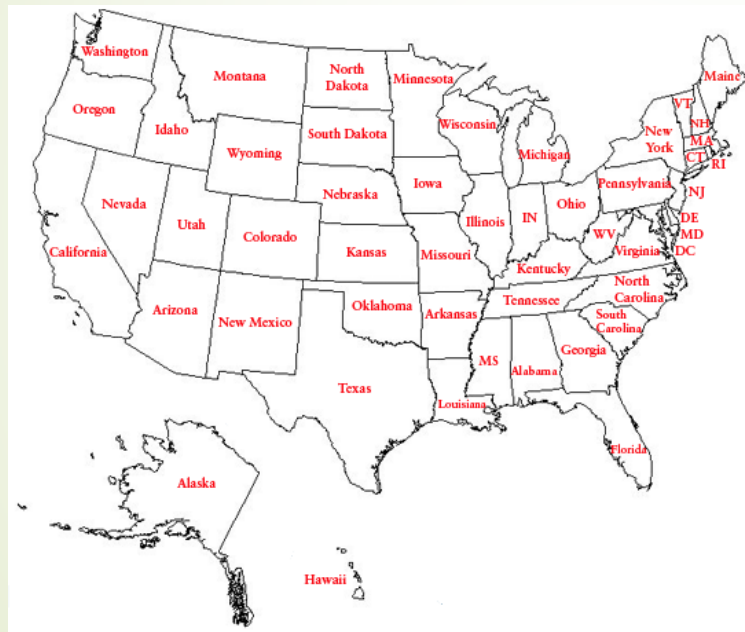 Washington
Montana
North
Dakota
Minnesota
Maine
Oregon
Idaho
Wyoming
South Dakota
Wisconsin
Michigan
New
York
VT
NH
MA
CT
RI
Nevada
Utah
Colorado
Nebraska
Iowa
Illinois
IN
Ohio
Pennsylvania
NJ
DE
MD
DC
California
Kansas
Missouri
Kentucky
WV
Virginia
Arizona
New Mexico
Oklahoma
Arkansas
Tennessee
North
Carolina
South
Carolina
Texas
Louisiana
MS
Alabama
Georgia
Florida
Alaska
Hawaii